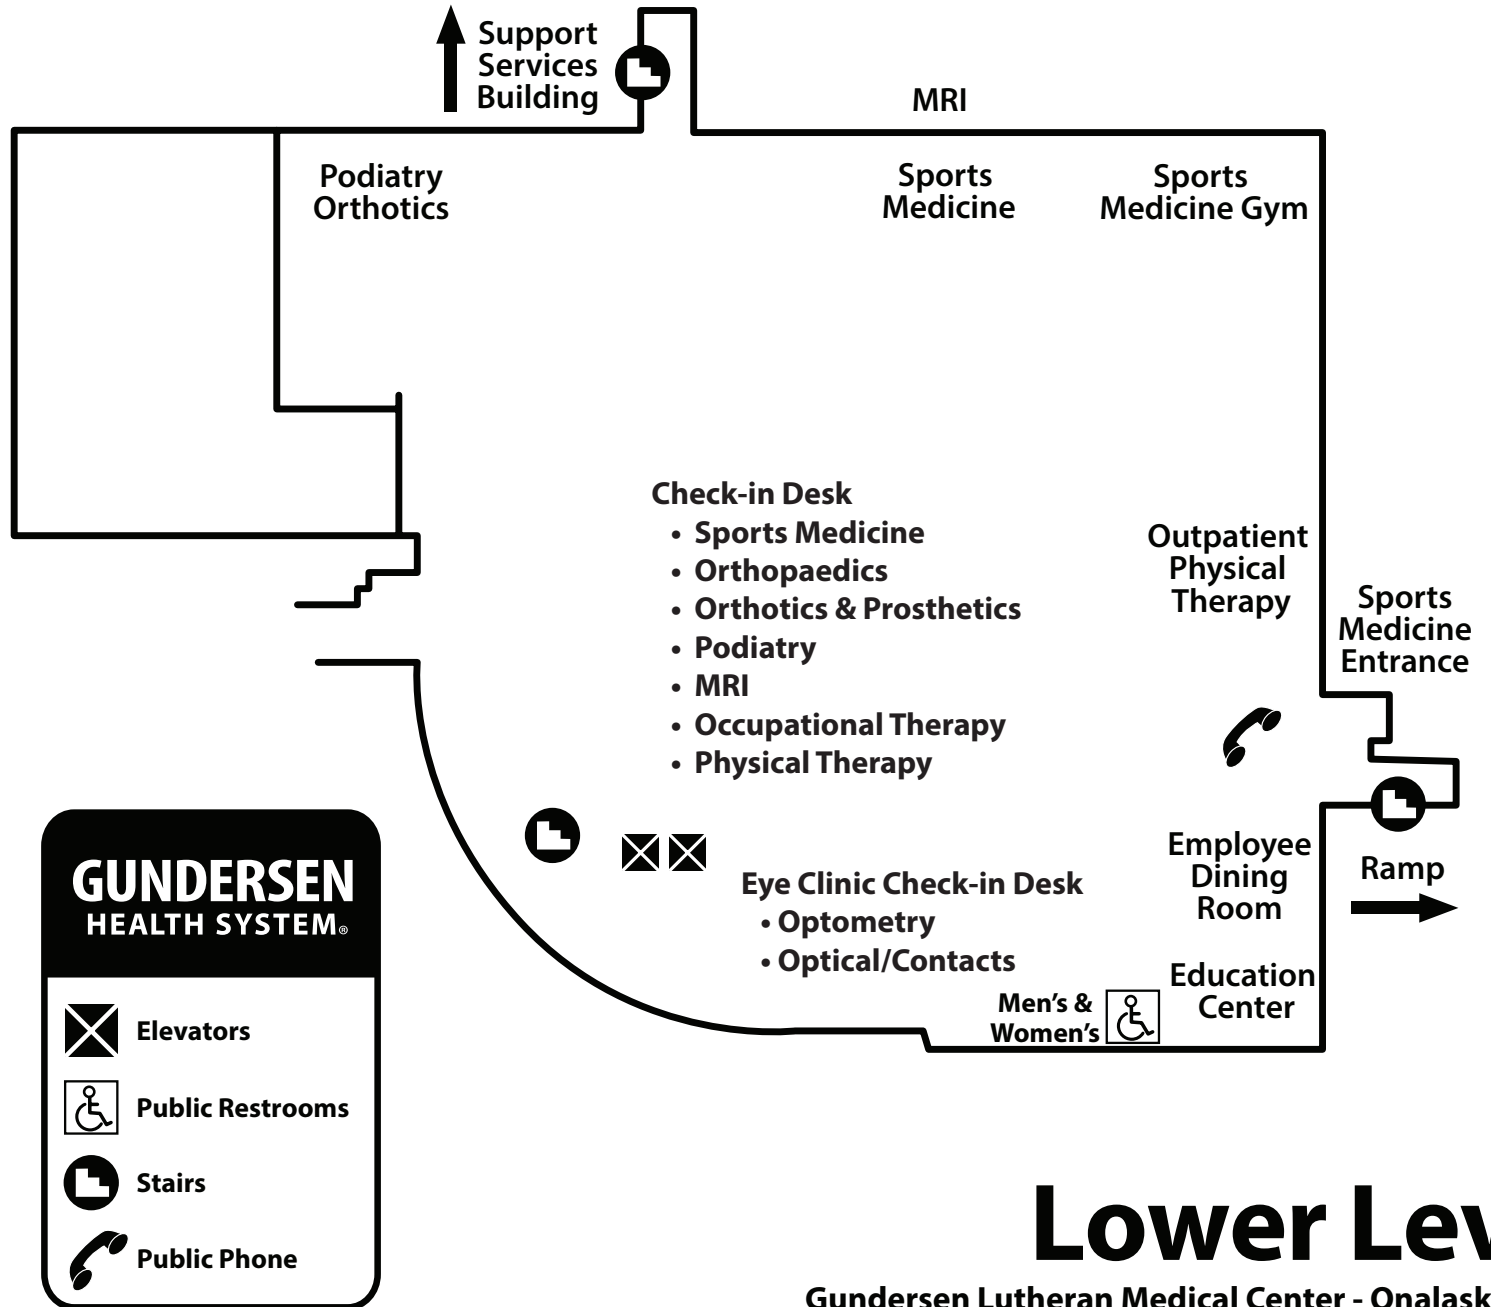 Support
Services
Building
MRI
Podiatry
Orthotics
Sports
Medicine
Sports
Medicine Gym
Check-in Desk
• Sports Medicine
• Orthopaedics
• Orthotics & Prosthetics
• Podiatry
• MRI
• Occupational Therapy
• Physical Therapy
Outpatient
Physical
Therapy
Sports
Medicine
Entrance
Employee
Dining
Room
Ramp
Eye Clinic Check-in Desk
• Optometry
• Optical/Contacts
Education
Center
Men's &
Women's
GUNDERSEN
HEALTH SYSTEM®
Elevators
Public Restrooms
Stairs
Public Phone
Lower Lev
Gundersen Lutheran Medical Center - Onalask